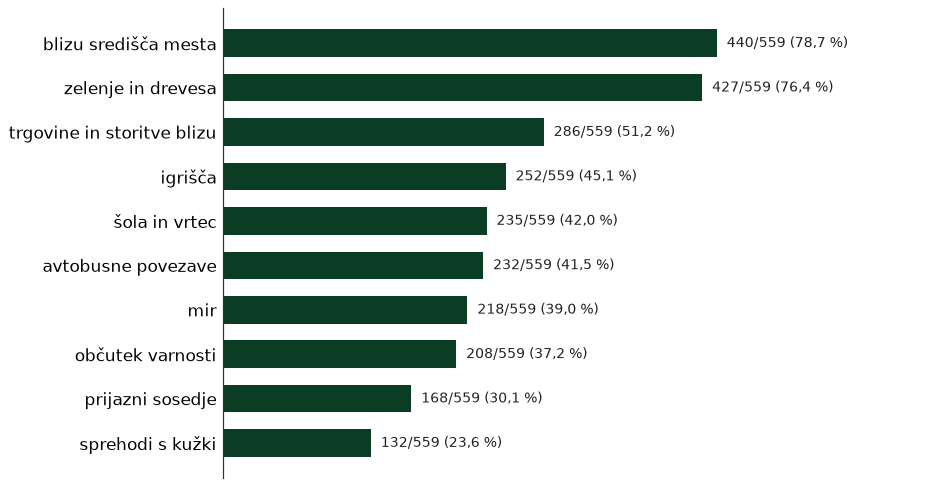 blizu središča mesta 440/559 (78,7 %)
zelenje in drevesa 427/559 (76,4 %)
trgovine in storitve blizu 286/559 (51,2 %)
igrišča 252/559 (45,1 %)
šola in vrtec 235/559 (42,0 %)
avtobusne povezave 232/559 (41,5 %)
mir 218/559 (39,0 %)
občutek varnosti 208/559 (37,2 %)
prijazni sosedje 168/559 (30,1 %)
sprehodi s kužki 132/559 (23,6 %)